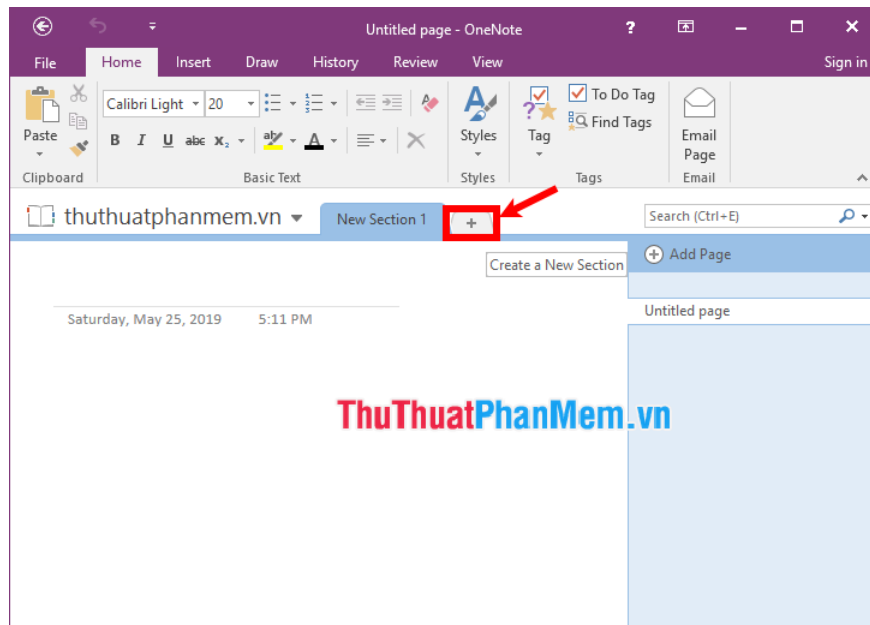 Untitled page - OneNote ?
File Home Insert Draw History Review View Sign in
Calibri Light 20
To Do Tag
Find Tags
Paste
B I U abc X₂ aby A
Styles
Tag
Email
Page
Clipboard Basic Text Styles Tags Email
thuthuatphanmem.vn New Section 1 + Search (Ctrl+E)
Create a New Section
Add Page
Untitled page
Saturday, May 25, 2019 5:11 PM
ThuThuatPhanMem.vn